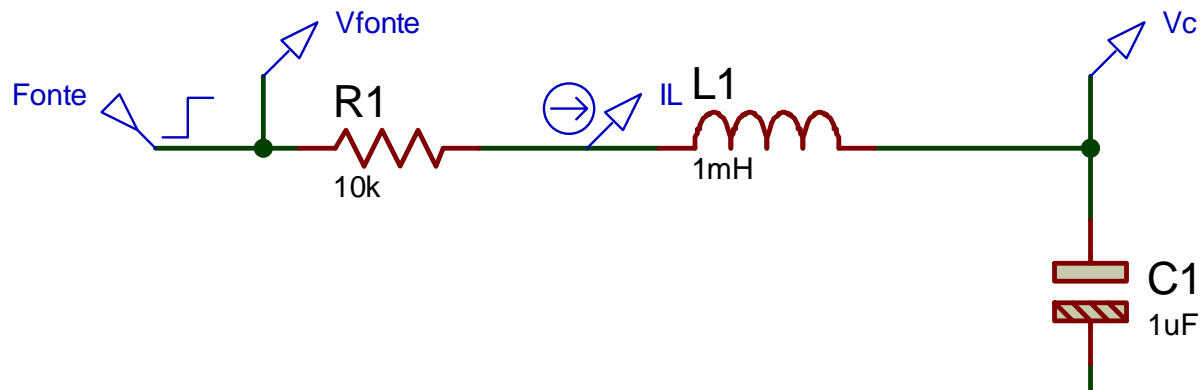 Vfonte
Vc
Fonte
R1
IL
L1
10k
1mH
C1
1uF